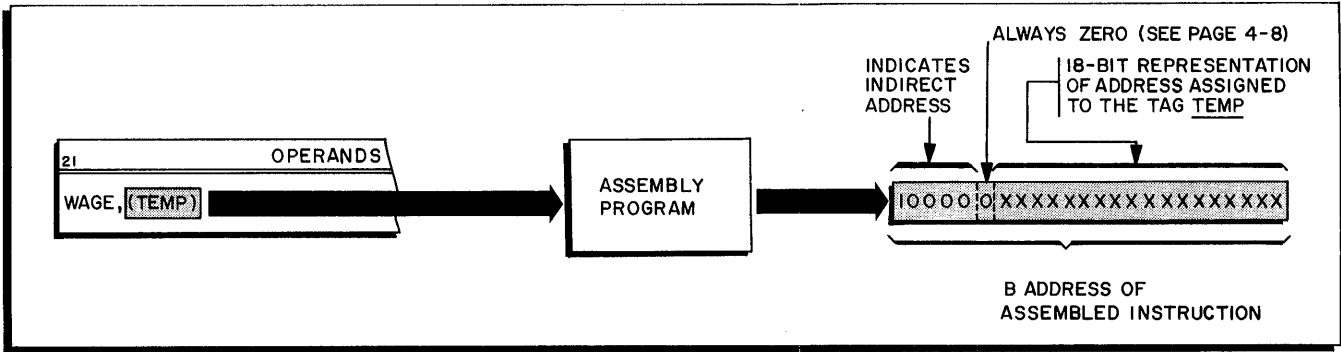 ALWAYS ZERO (SEE PAGE 4-8)
INDICATES
INDIRECT
ADDRESS
18-BIT REPRESENTATION
OF ADDRESS ASSIGNED
TO THE TAG TEMP
21 OPERANDS
WAGE, (TEMP)
ASSEMBLY
PROGRAM
10000 0 XXXXXXXXXXXXXXXXXX
B ADDRESS OF
ASSEMBLED INSTRUCTION